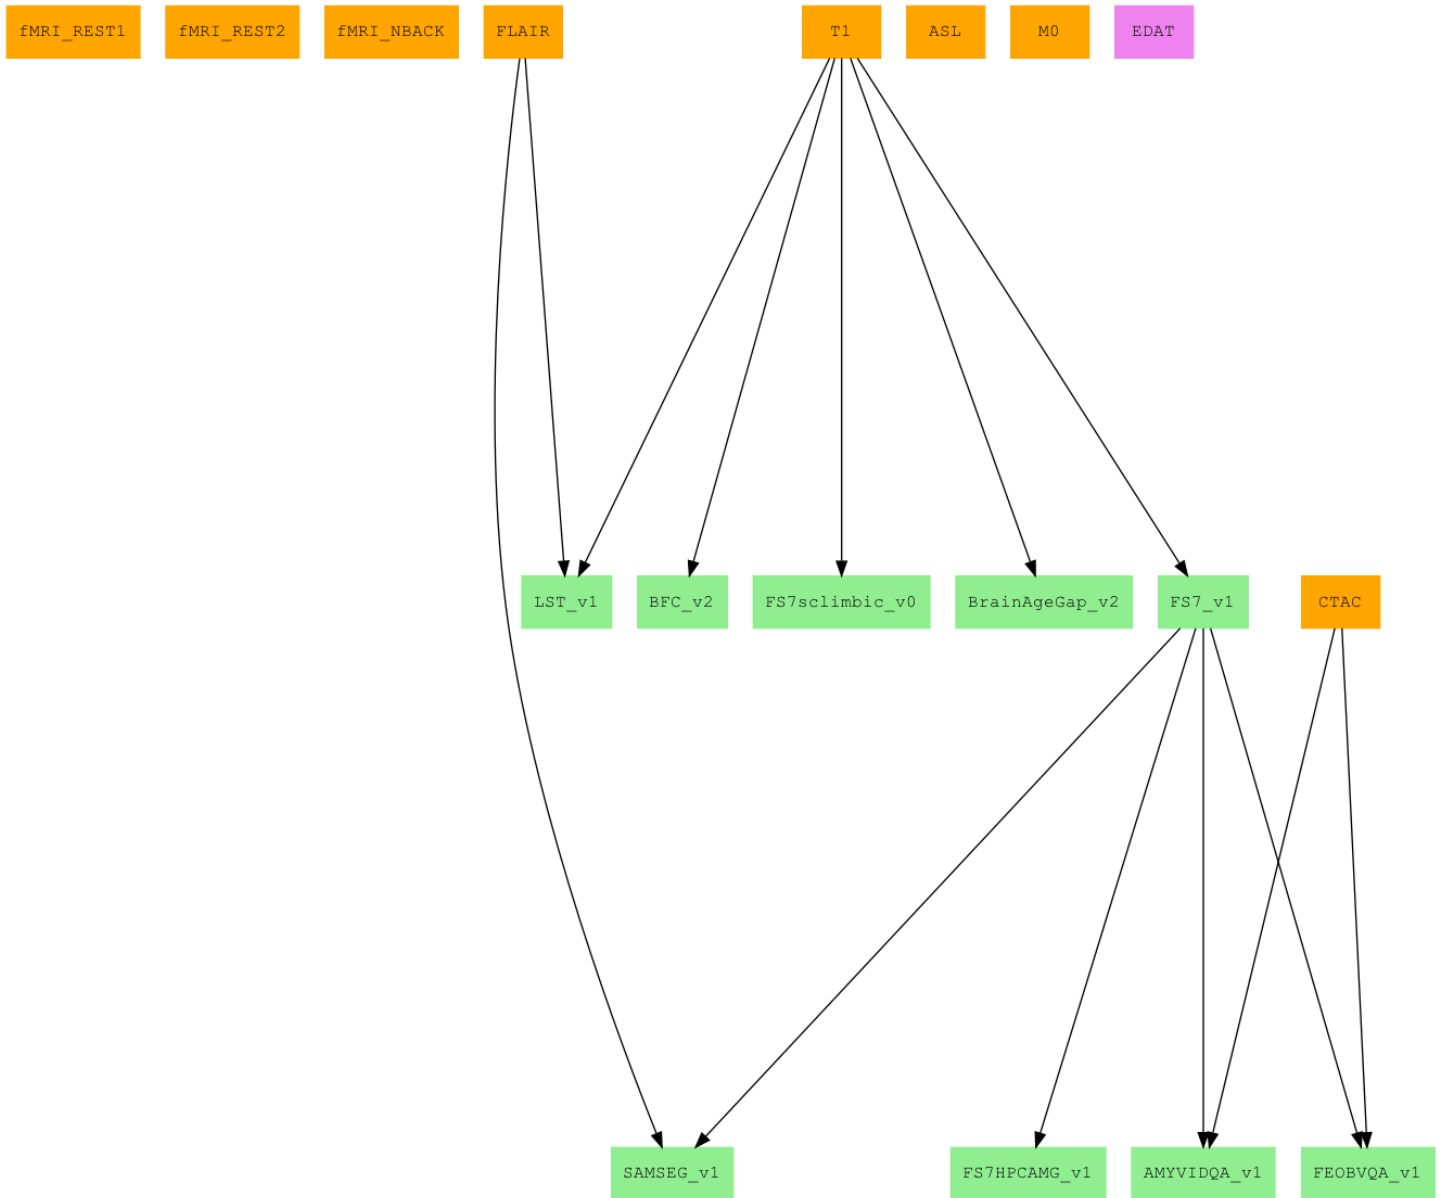 fMRI_REST1
fMRI_REST2
fMRI_NBACK
FLAIR
T1
ASL
M0
EDAT
LST_v1
BFC_v2
FS7sclimbic_v0
BrainAgeGap_v2
FS7_v1
CTAC
SAMSEG_v1
FS7HPCAMG_v1
AMYVIDQA_v1
FEOBVQA_v1